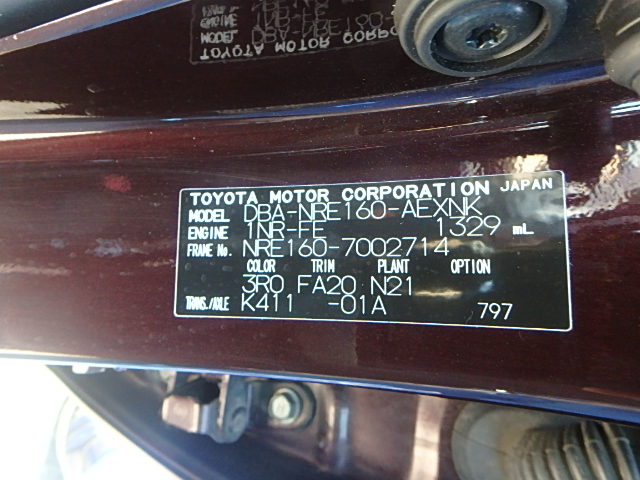 TOYOTA MOTOR CORPORATION JAPAN
MODEL DBA-NRE160-AEXNK
ENGINE 1NR-FE 1329 mL
FRAME No. NRE160-7002714
COLOR TRIM PLANT OPTION
3R0 FA20 N21
TRANS./AXLE K411 -01A
797